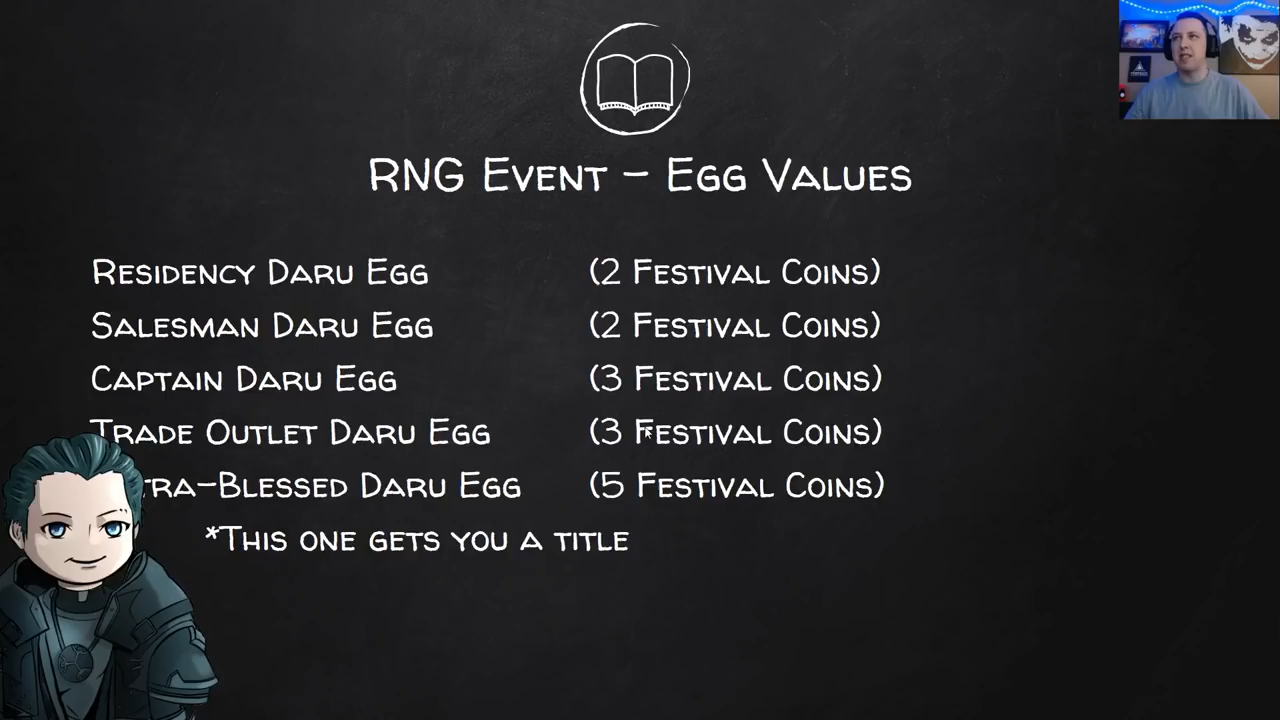 RNG Event – Egg Values
Residency Daru Egg (2 Festival Coins)
Salesman Daru Egg (2 Festival Coins)
Captain Daru Egg (3 Festival Coins)
Trade Outlet Daru Egg (3 Festival Coins)
tra-Blessed Daru Egg (5 Festival Coins)
*This one gets you a title